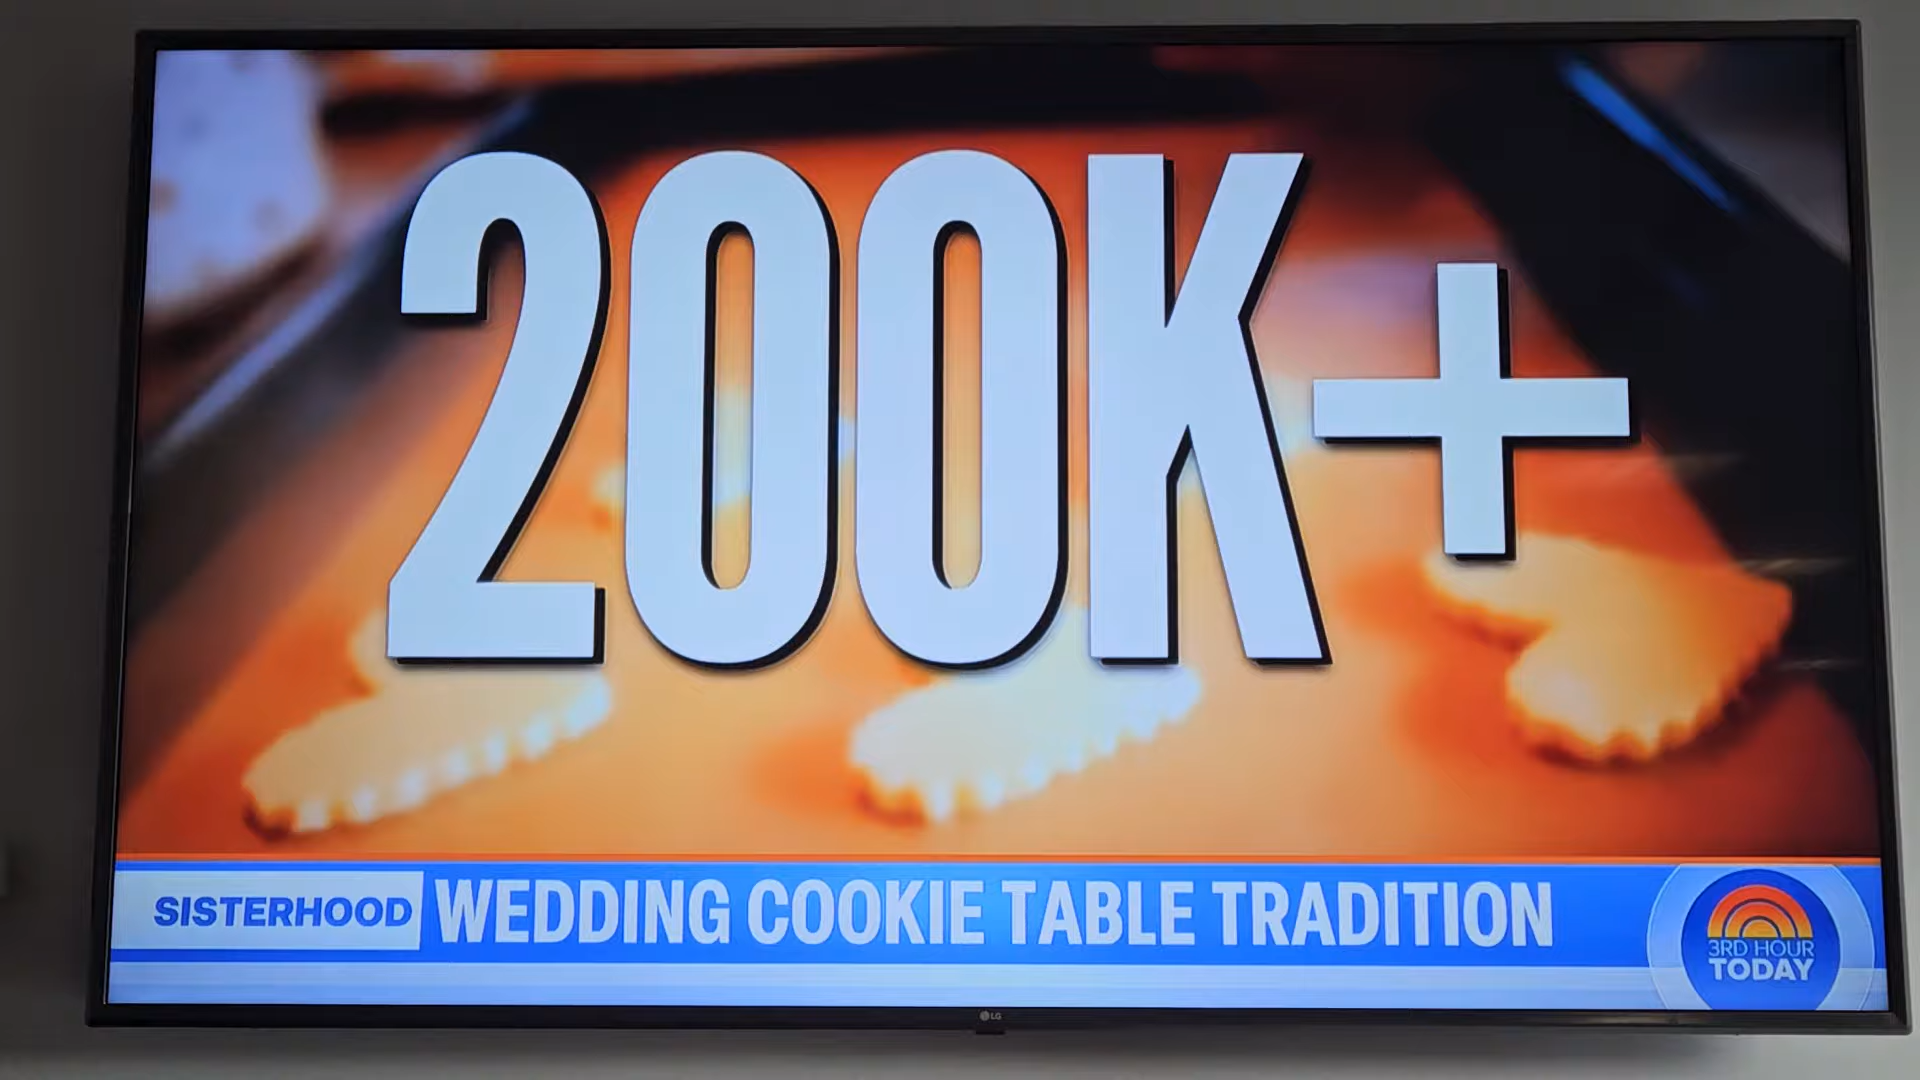 200K+
SISTERHOOD
WEDDING COOKIE TABLE TRADITION
3RD HOUR
TODAY
LG